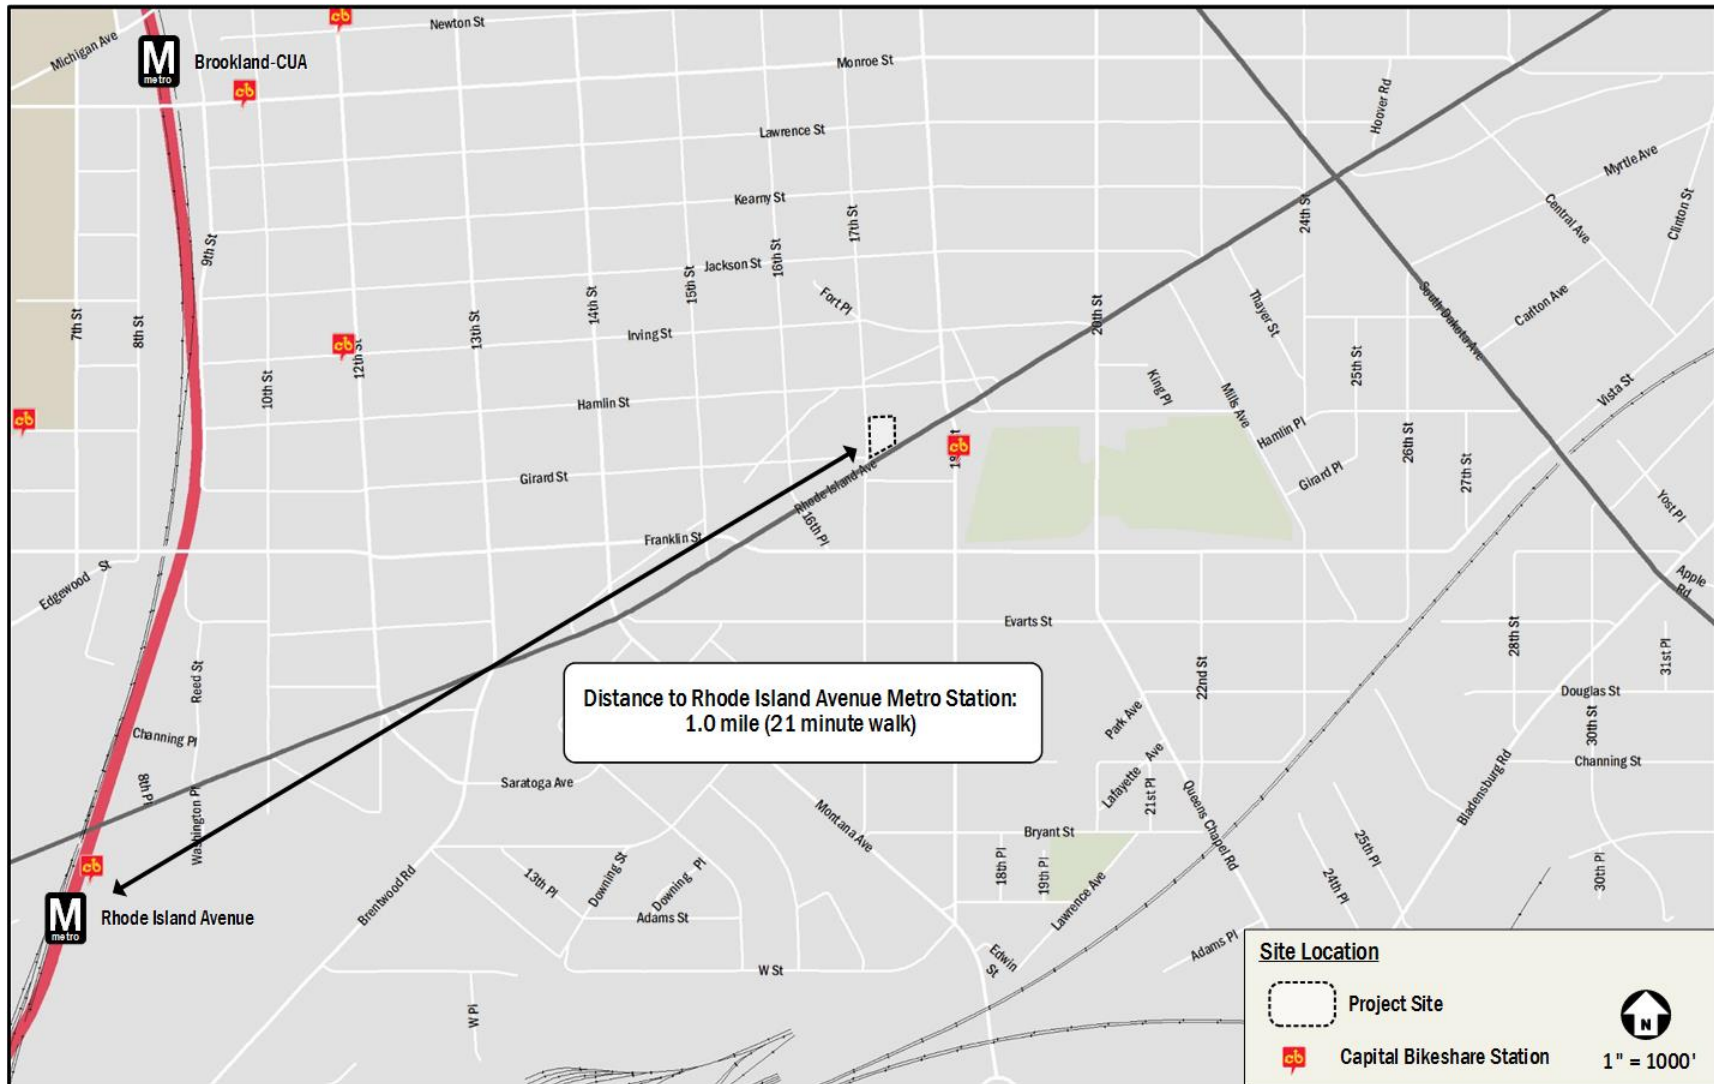 Newton St
Michigan Ave
M
metro
Brookland-CUA
cb
cb
Monroe St
Hoover Rd
Lawrence St
Myrtle Ave
Kearny St
Central Ave
Clinton St
24th St
17th St
9th St
16th St
Jackson St
15th St
14th St
Fort Pl
20th St
Thayer St
South Dakota Ave
Carlton Ave
7th St
8th St
13th St
Irving St
cb
12th St
25th St
10th St
King Pl
Mills Ave
Vista St
Hamlin St
cb
Hamlin Pl
26th St
cb
Girard St
Rhode Island Ave
Girard Pl
27th St
Yost Pl
16th Pl
Franklin St
Edgewood St
Apple Rd
Evarts St
28th St
31st Pl
Reed St
22nd St
Distance to Rhode Island Avenue Metro Station:
1.0 mile (21 minute walk)
Douglas St
Park Ave
30th St
Channing Pl
Channing St
8th Pl
Saratoga Ave
Lafayette Ave
21st Pl
Queens Chapel Rd
Bladensburg Rd
Washington Pl
Montana Ave
Bryant St
25th Pl
cb
13th Pl
Downing St
Downing Pl
18th Pl
19th Pl
Lawrence Ave
24th Pl
30th Pl
Brentwood Rd
M
metro
Rhode Island Avenue
Adams St
Edwin St
Adams Pl
W St
W Pl
Site Location
Project Site
cb
Capital Bikeshare Station
N
1" = 1000'